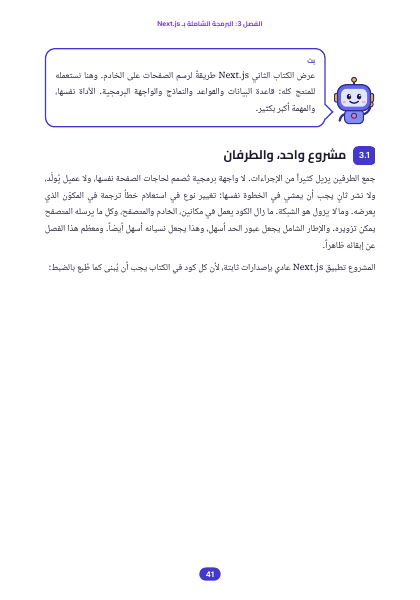 الفصل 3: البرمجة الشاملة بـ Next.js
بت
عرض الكتاب الثاني Next.js طريقةً لرسم الصفحات على الخادم. وهنا نستعمله
للمنتج كله: قاعدة البيانات والقواعد والنماذج والواجهة البرمجية. الأداة نفسها،
والمهمة أكبر بكثير.
3.1 مشروع واحد، والطرفان
جمع الطرفين يزيل كثيراً من الإجراءات. لا واجهة برمجية تُصمم لحاجات الصفحة نفسها، ولا عميل يُولَّد،
ولا نشر ثانٍ يجب أن يمشي في الخطوة نفسها: تغيير نوع في استعلام خطأ ترجمة في المكوّن الذي
يعرضه. وما لا يزول هو الشبكة. ما زال الكود يعمل في مكانين، الخادم والمتصفح، وكل ما يرسله المتصفح
يمكن تزويره. والإطار الشامل يجعل عبور الحد أسهل، وهذا يجعل نسيانه أسهل أيضاً. ومعظم هذا الفصل
عن إبقائه ظاهراً.
المشروع تطبيق Next.js عادي بإصدارات ثابتة، لأن كل كود في الكتاب يجب أن يُبنى كما طُبع بالضبط:
41